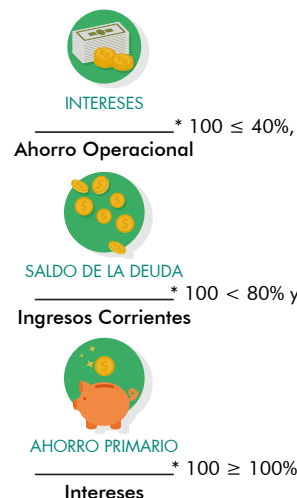 INTERESES
* 100 ≤ 40%,
Ahorro Operacional
SALDO DE LA DEUDA
* 100 < 80% y
Ingresos Corrientes
AHORRO PRIMARIO
* 100 ≥ 100%
Intereses